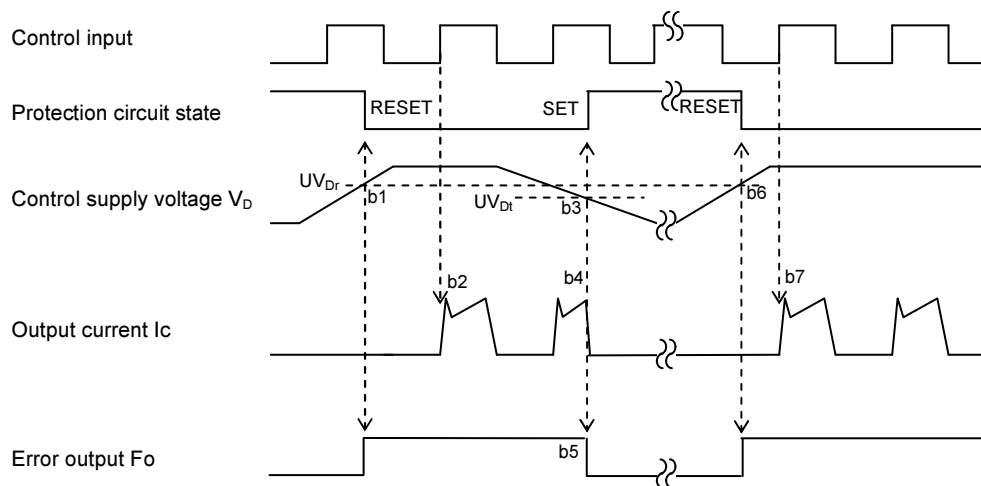 Control input
Protection circuit state
RESET
SET
RESET
Control supply voltage VD
UVDr
b1
UVDt
b3
b6
b2
b4
b7
Output current Ic
Error output Fo
b5